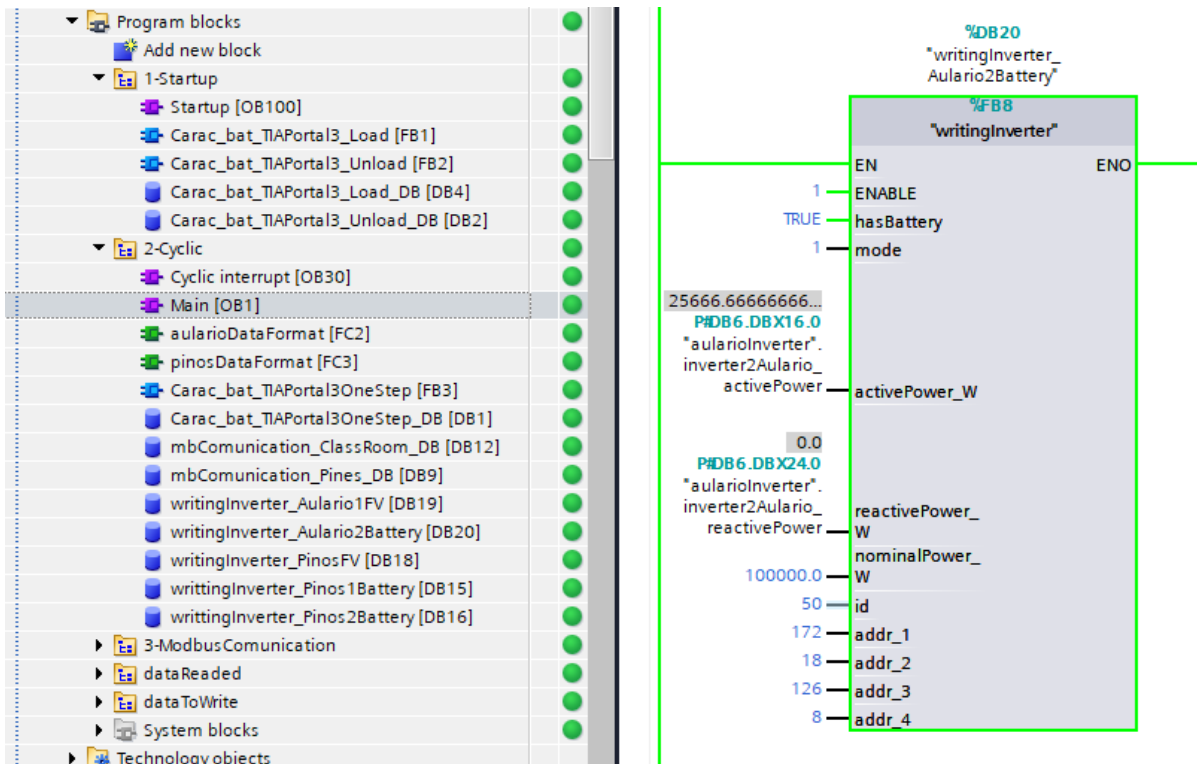 Program blocks
Add new block
1-Startup
Startup [OB100]
Carac_bat_TIAPortal3_Load [FB1]
Carac_bat_TIAPortal3_Unload [FB2]
Carac_bat_TIAPortal3_Load_DB [DB4]
Carac_bat_TIAPortal3_Unload_DB [DB2]
2-Cyclic
Cyclic interrupt [OB30]
Main [OB1]
aularioDataFormat [FC2]
pinosDataFormat [FC3]
Carac_bat_TIAPortal3OneStep [FB3]
Carac_bat_TIAPortal3OneStep_DB [DB1]
mbComunication_ClassRoom_DB [DB12]
mbComunication_Pines_DB [DB9]
writingInverter_Aulario1FV [DB19]
writingInverter_Aulario2Battery [DB20]
writingInverter_PinosFV [DB18]
writtingInverter_Pinos1Battery [DB15]
writtingInverter_Pinos2Battery [DB16]
3-ModbusComunication
dataReaded
dataToWrite
System blocks
Technology objects
%DB20
"writingInverter_
Aulario2Battery"
%FB8
"writingInverter"
EN ENO
1 ENABLE
TRUE hasBattery
1 mode
25666.66666666...
P#DB6.DBX16.0
"aularioInverter".
inverter2Aulario_
activePower activePower_W
0.0
P#DB6.DBX24.0
"aularioInverter".
inverter2Aulario_
reactivePower reactivePower_
W
nominalPower_
100000.0 W
50 id
172 addr_1
18 addr_2
126 addr_3
8 addr_4